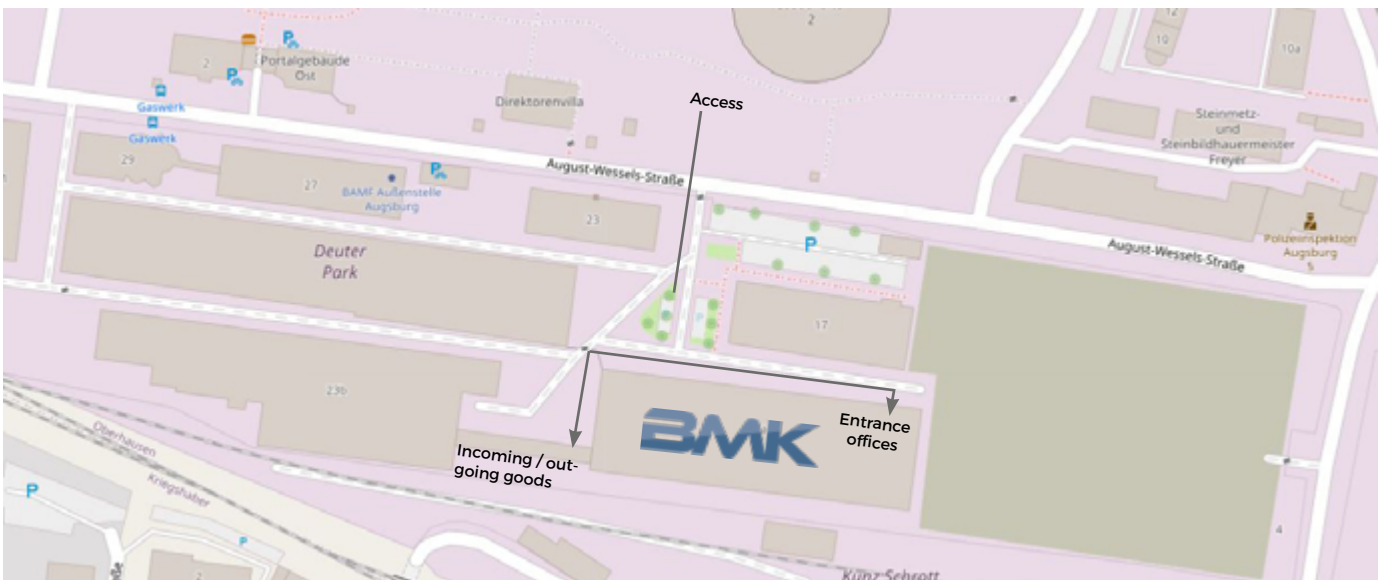 2
12
10
10a
P
2
Portalgebäude
Ost
P
Gaswerk
Gaswerk
Direktorenvilla
Access
Steinmetz-
und
Steinbildhauermeister
Freyer
29
27
P
BAMF Außenstelle
Augsburg
August-Wessels-Straße
23
P
Polizeiinspektion
Augsburg
5
August-Wessels-Straße
Deuter
Park
P
17
23b
BMK
Entrance
offices
Incoming / out-
going goods
Oberhausen
Kriegshaber
P
P
4
2
Kunz Schrott